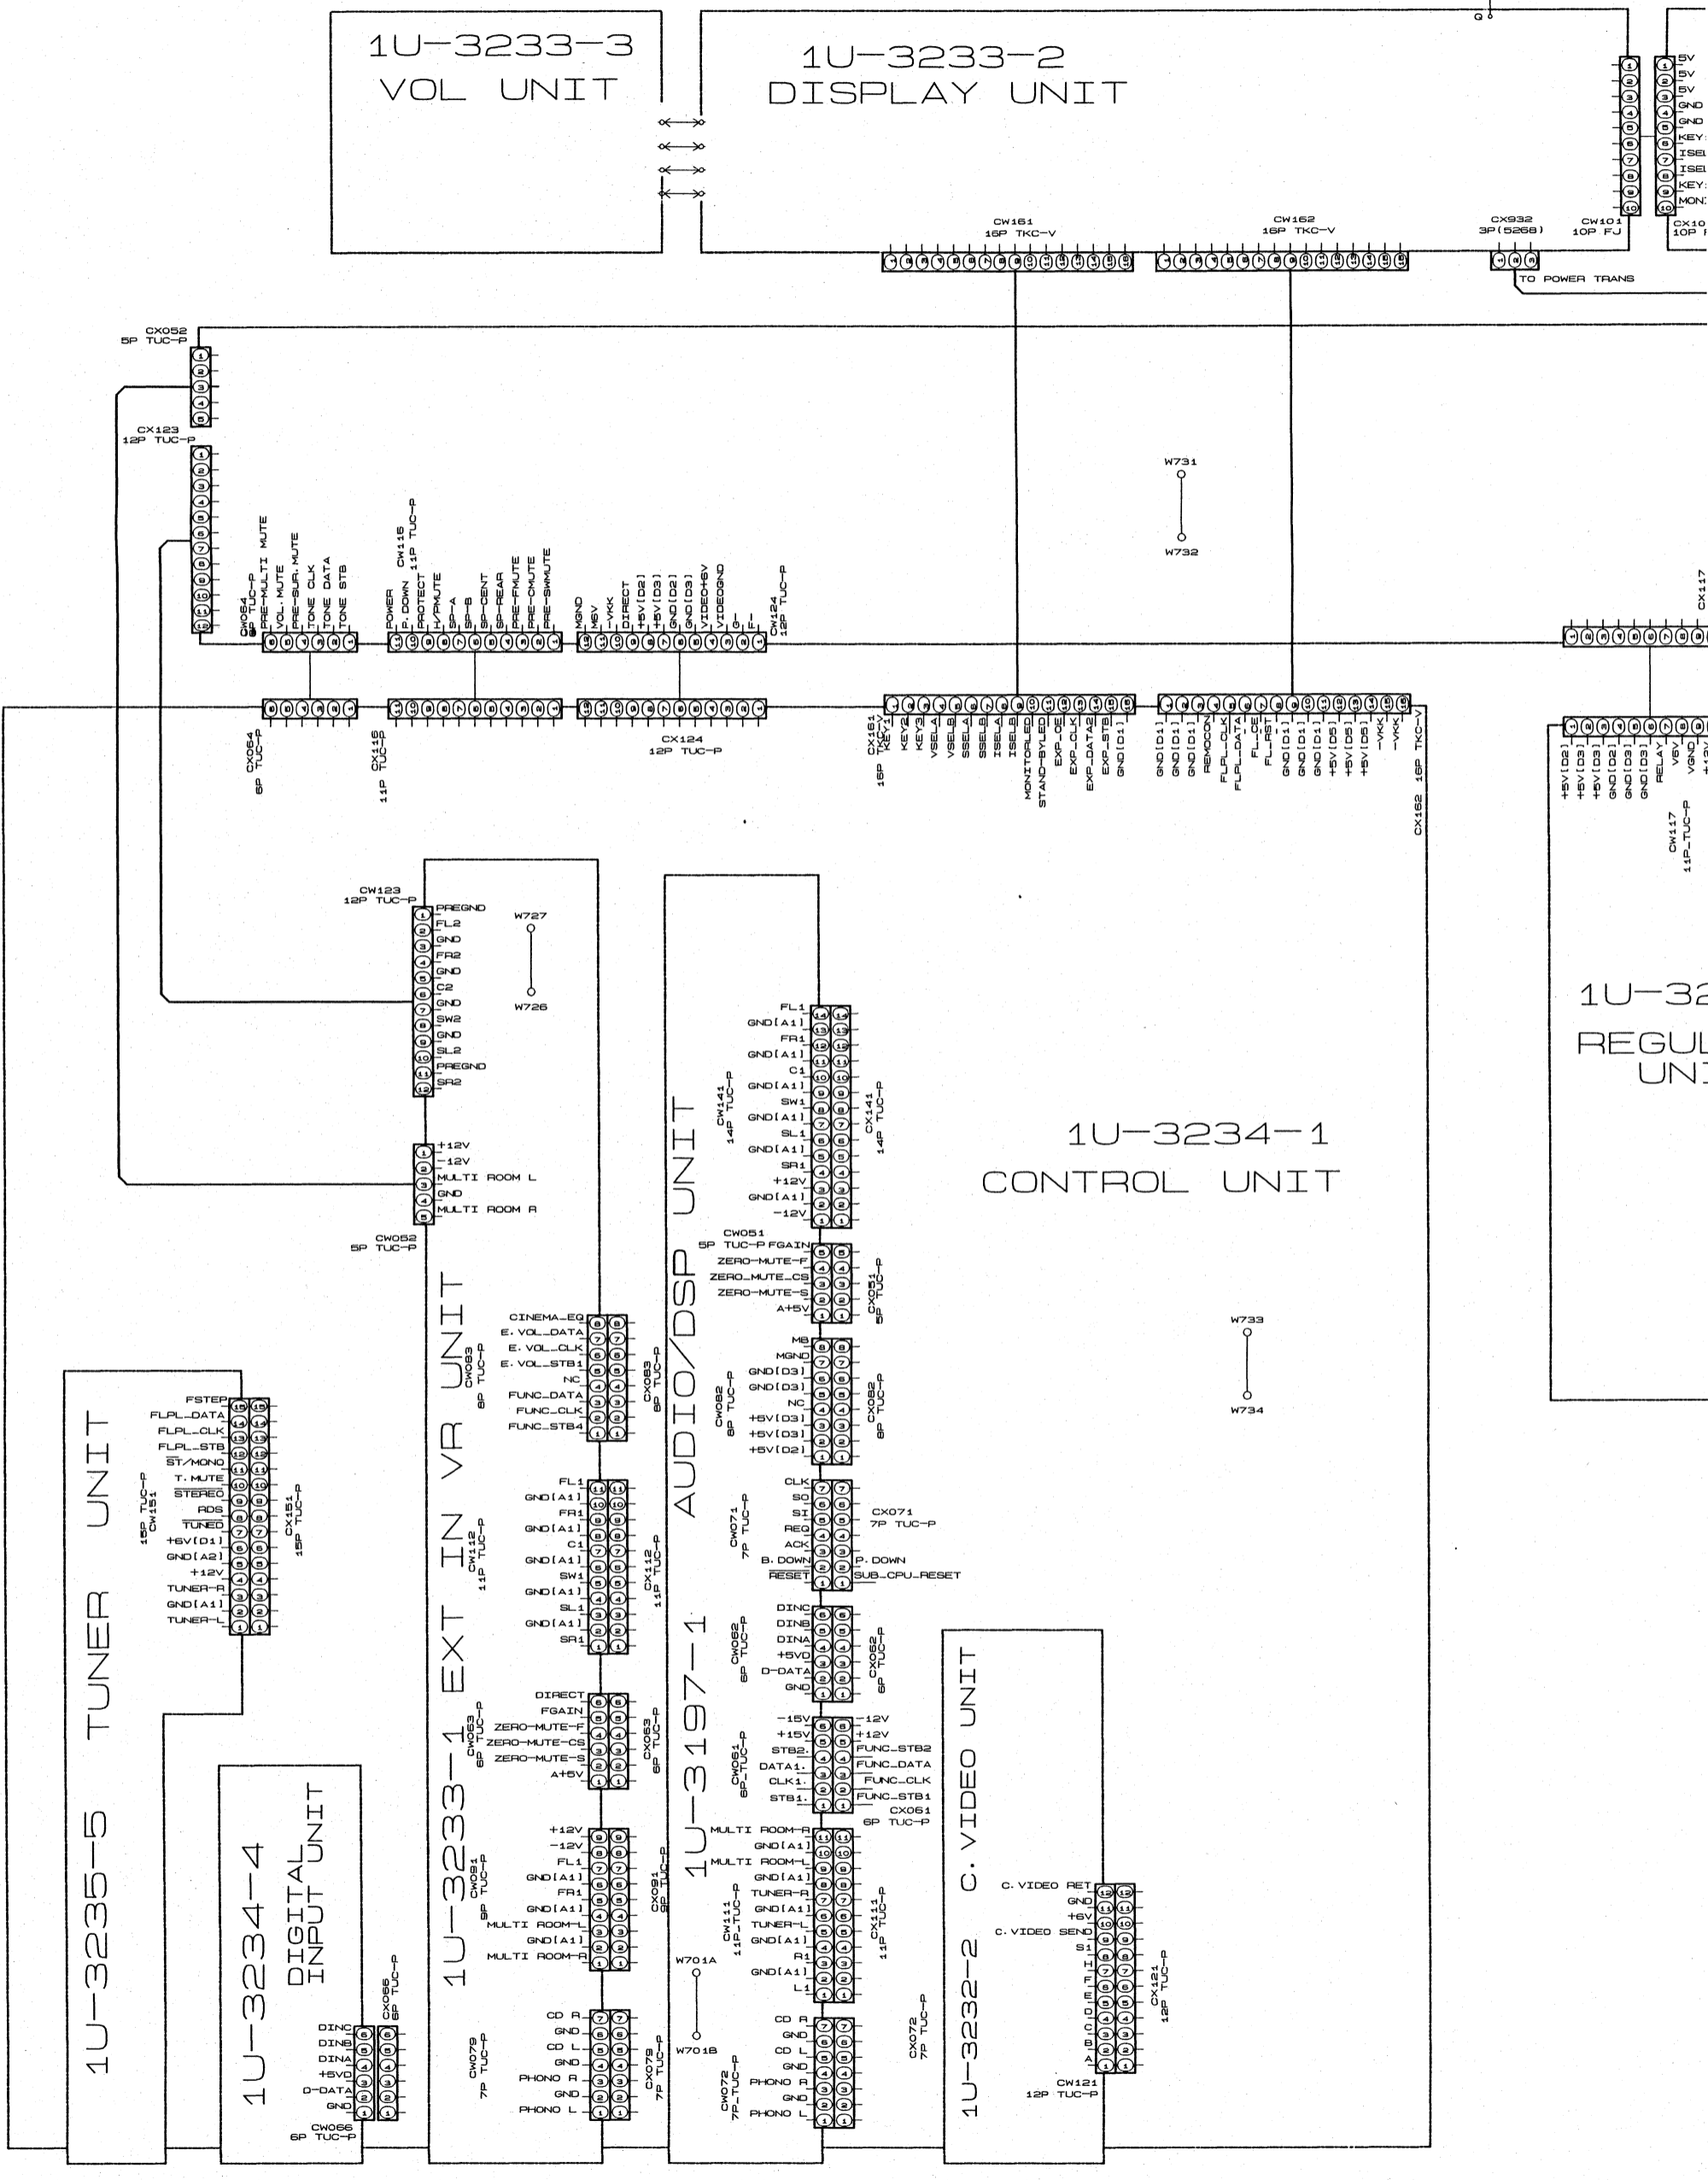 1U-3233-3
VOL UNIT
1U-3233-2
DISPLAY UNIT
Q
5V
5V
5V
GND
GND
CW161
16P TKC-V
CW162
16P TKC-V
CX932
3P(5268)
CW101
10P FJ
TO POWER TRANS
CX052
5P TUC-P
CX123
12P TUC-P
W731
W732
CW064
6P TUC-P
PRE-MULTI MUTE
VOL.MUTE
PRE-SUR.MUTE
TONE CLK
TONE DATA
TONE STB
POWER
P.DOWN
CW116
11P TUC-P
PROTECT
H/PMUTE
SP-A
SP-B
SP-CENT
SP-REAR
PRE-FMUTE
PRE-CMUTE
PRE-SWMUTE
MGND
M6V
-VKK
DIRECT
+5V[D2]
+5V[D3]
GND[D2]
GND[D3]
VIDEO+6V
VIDEOGND
G-
F-
CW124
12P TUC-P
CX117
CX064
6P TUC-P
CX116
11P TUC-P
CX124
12P TUC-P
CX161
16P TKC-V
KEY1
KEY2
KEY3
VSELA
VSELB
SSELA
SSELB
ISELA
ISELB
MONITORLED
STAND-BYLED
EXP_OE
EXP_CLK
EXP_DATA2
EXP_STB
GND[D1]
GND[D1]
GND[D1]
GND[D1]
REMOCON
FLPL_CLK
FLPL_DATA
FL_CE
FL_RST
GND[D1]
GND[D1]
GND[D1]
+5V[D5]
+5V[D5]
+5V[D5]
-VKK
-VKK
CX162 16P TKC-V
+5V[D2]
+5V[D3]
+5V[D3]
GND[D2]
GND[D3]
GND[D3]
RELAY
V6V
VGND
+12V
CW117
11P_TUC-P
CW123
12P TUC-P
PREGND
FL2
GND
FR2
GND
C2
GND
SW2
GND
SL2
PREGND
SR2
W727
W726
+12V
-12V
MULTI ROOM L
GND
MULTI ROOM R
CW052
5P TUC-P
1U-3233-1 EXT IN VR UNIT
CINEMA_EQ
E.VOL_DATA
E.VOL_CLK
E.VOL_STB1
NC
FUNC_DATA
FUNC_CLK
FUNC_STB4
CW083
8P TUC-P
CX083
8P TUC-P
FL1
GND[A1]
FR1
GND[A1]
C1
GND[A1]
SW1
GND[A1]
SL1
GND[A1]
SR1
CW112
11P TUC-P
CX112
11P TUC-P
DIRECT
FGAIN
ZERO-MUTE-F
ZERO-MUTE-CS
ZERO-MUTE-S
A+5V
CW063
6P TUC-P
CX063
6P TUC-P
+12V
-12V
FL1
GND[A1]
FR1
GND[A1]
MULTI ROOM-L
GND[A1]
MULTI ROOM-R
CW091
9P TUC-P
CX091
9P TUC-P
CD R
GND
CD L
GND
PHONO R
GND
PHONO L
CW079
7P TUC-P
CX079
7P TUC-P
1U-3197-1 AUDIO/DSP UNIT
FL1
GND[A1]
FR1
GND[A1]
C1
GND[A1]
SW1
GND[A1]
SL1
GND[A1]
SR1
+12V
GND[A1]
-12V
CW141
14P TUC-P
CX141
14P TUC-P
CW051
5P TUC-P
FGAIN
ZERO-MUTE-F
ZERO_MUTE_CS
ZERO-MUTE-S
A+5V
CX051
5P TUC-P
M8
MGND
GND[D3]
GND[D3]
NC
+5V[D3]
+5V[D3]
+5V[D2]
CW082
8P TUC-P
CX082
8P TUC-P
CLK
SO
SI
REQ
ACK
B.DOWN
RESET
CW071
7P TUC-P
CX071
7P TUC-P
P.DOWN
SUB_CPU_RESET
DINC
DINB
DINA
+5VD
D-DATA
GND
CW062
6P TUC-P
CX062
6P TUC-P
-15V
+15V
STB2.
DATA1.
CLK1.
STB1.
-12V
+12V
FUNC_STB2
FUNC_DATA
FUNC_CLK
FUNC_STB1
CW061
6P_TUC-P
CX061
6P TUC-P
MULTI ROOM-R
GND[A1]
MULTI ROOM-L
GND[A1]
TUNER-R
GND[A1]
TUNER-L
GND[A1]
R1
GND[A1]
L1
CW111
11P_TUC-P
CX111
11P TUC-P
W701A
W701B
CD R
GND
CD L
GND
PHONO R
GND
PHONO L
CW072
7P_TUC-P
CX072
7P TUC-P
1U-3234-1
CONTROL UNIT
W733
W734
1U-3235-5 TUNER UNIT
FSTEP
FLPL_DATA
FLPL_CLK
FLPL_STB
ST/MONO
T.MUTE
STEREO
RDS
TUNED
+6V[D1]
GND[A2]
+12V
TUNER-R
GND[A1]
TUNER-L
15P TUC-P
CW151
CX151
15P TUC-P
1U-3234-4
DIGITAL
INPUT UNIT
DINC
DINB
DINA
+5VD
D-DATA
GND
CX066
6P TUC-P
CW066
6P TUC-P
1U-3232-2 C.VIDEO UNIT
C.VIDEO RET
GND
+6V
C.VIDEO SEND
S1
H
F
E
D
C
B
A
CX121
12P TUC-P
CW121
12P TUC-P